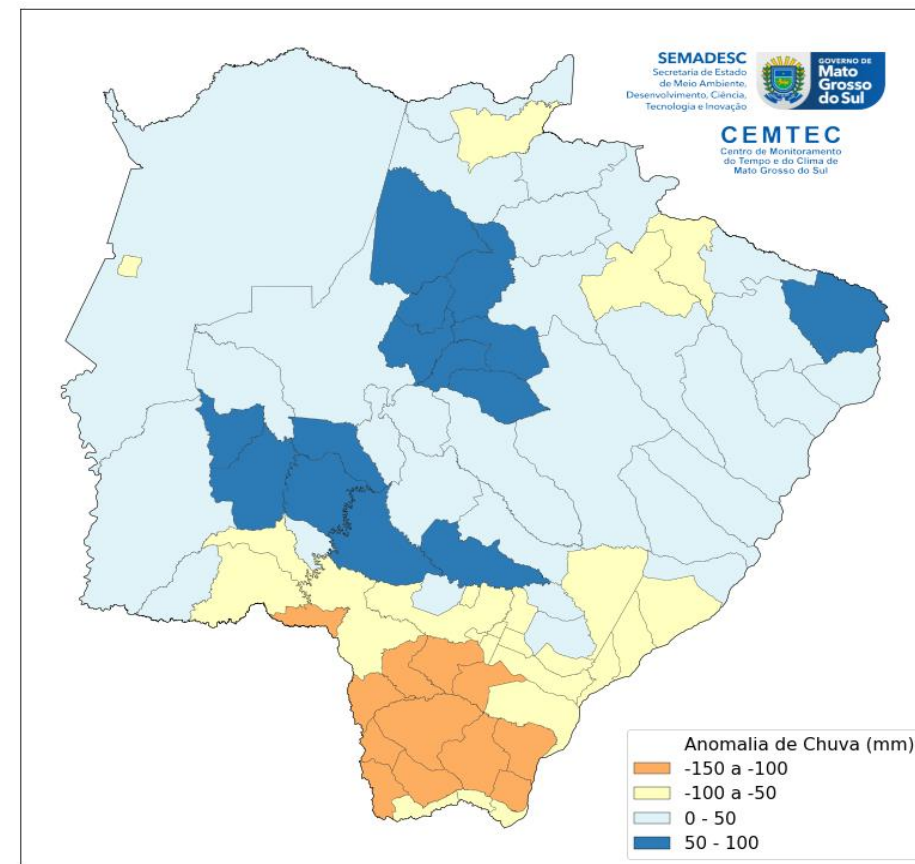 SEMADESC
Secretaria de Estado
de Meio Ambiente,
Desenvolvimento, Ciência,
Tecnologia e Inovação
GOVERNO DE
Mato
Grosso
do Sul
CEMTEC
Centro de Monitoramento
do Tempo e do Clima de
Mato Grosso do Sul
Anomalia de Chuva (mm)
-150 a -100
-100 a -50
0 - 50
50 - 100